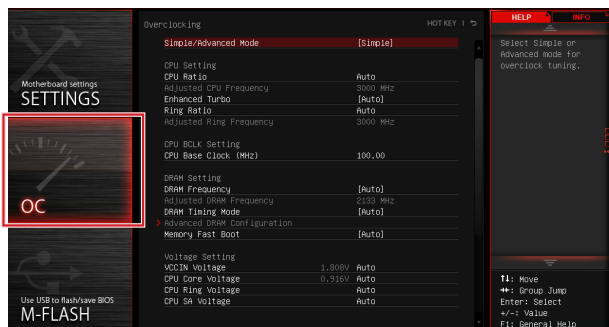 Overclocking
HOT KEY
HELP
INFO
Simple/Advanced Mode [Simple]
CPU Setting
CPU Ratio Auto
Adjusted CPU Frequency 3000 MHz
Enhanced Turbo [Auto]
Ring Ratio Auto
Adjusted Ring Frequency 3000 MHz
CPU BCLK Setting
CPU Base Clock (MHz) 100.00
DRAM Setting
DRAM Frequency [Auto]
Adjusted DRAM Frequency 2133 MHz
DRAM Timing Mode [Auto]
> Advanced DRAM Configuration
Memory Fast Boot [Auto]
Voltage Setting
VCCIN Voltage 1.808V Auto
CPU Core Voltage 0.916V Auto
CPU Ring Voltage Auto
CPU SA Voltage Auto
Motherboard settings
SETTINGS
OC
Use USB to flash/save BIOS
M-FLASH
Select Simple or
Advanced mode for
overclock tuning.
↑↓: Move
↔: Group Jump
Enter: Select
+/-: Value
F1: General Help